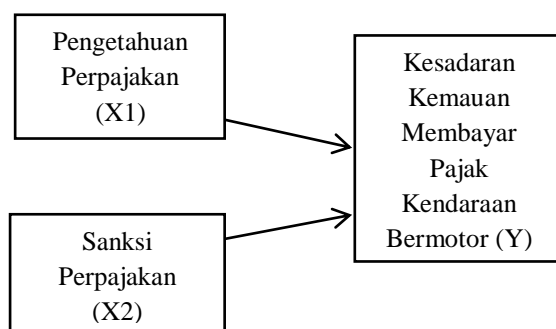 Pengetahuan
Perpajakan
(X1)
Kesadaran
Kemauan
Membayar
Pajak
Kendaraan
Bermotor (Y)
Sanksi
Perpajakan
(X2)